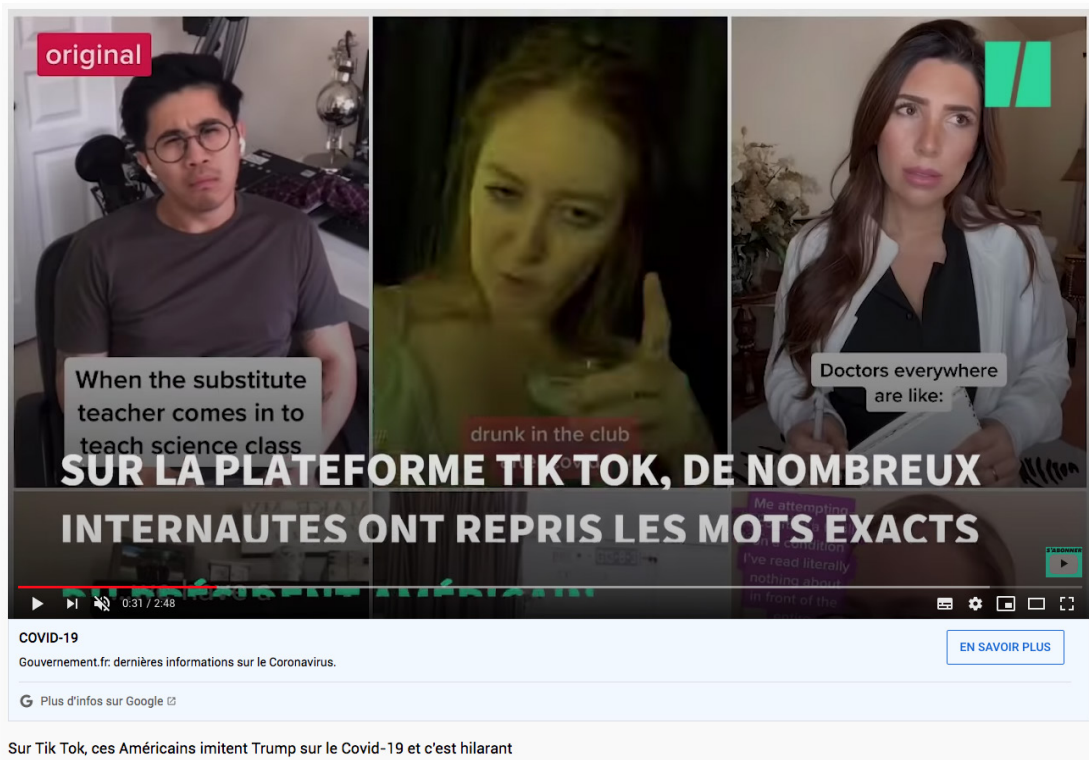 original
When the substitute
teacher comes in to
teach science class
drunk in the club
Doctors everywhere
are like:
SUR LA PLATEFORME TIK TOK, DE NOMBREUX
INTERNAUTES ONT REPRIS LES MOTS EXACTS
Me attempting
on a condition
I've read literally
nothing about
in front of the
S'ABONNER
0:31 / 2:48
COVID-19
Gouvernement.fr: dernières informations sur le Coronavirus.
EN SAVOIR PLUS
Plus d'infos sur Google
Sur Tik Tok, ces Américains imitent Trump sur le Covid-19 et c'est hilarant